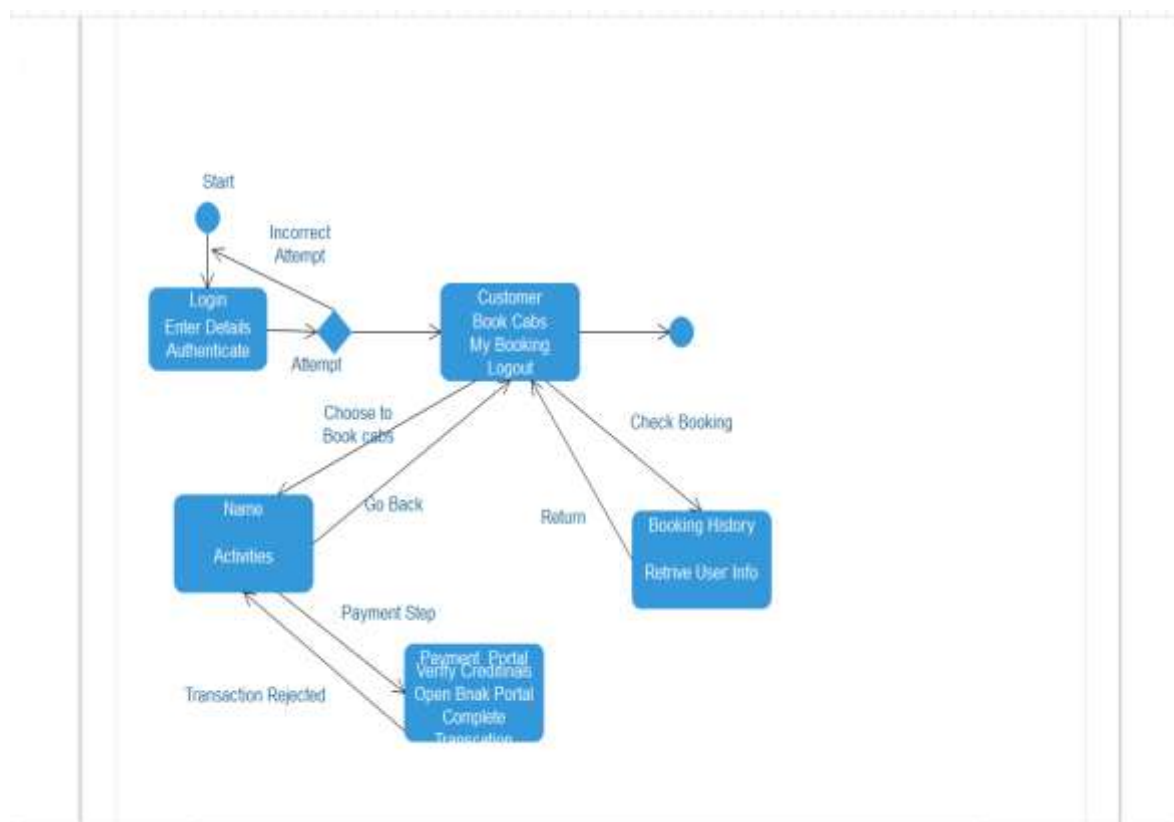 Start
Incorrect
Attempt
Login
Enter Details
Authenticate
Attempt
Customer
Book Cabs
My Booking
Logout
Choose to
Book cabs
Go Back
Check Booking
Return
Name
Activities
Booking History
Retrive User Info
Payment Step
Transaction Rejected
Payment Portal
Verify Creditinals
Open Bnak Portal
Complete
Transcation